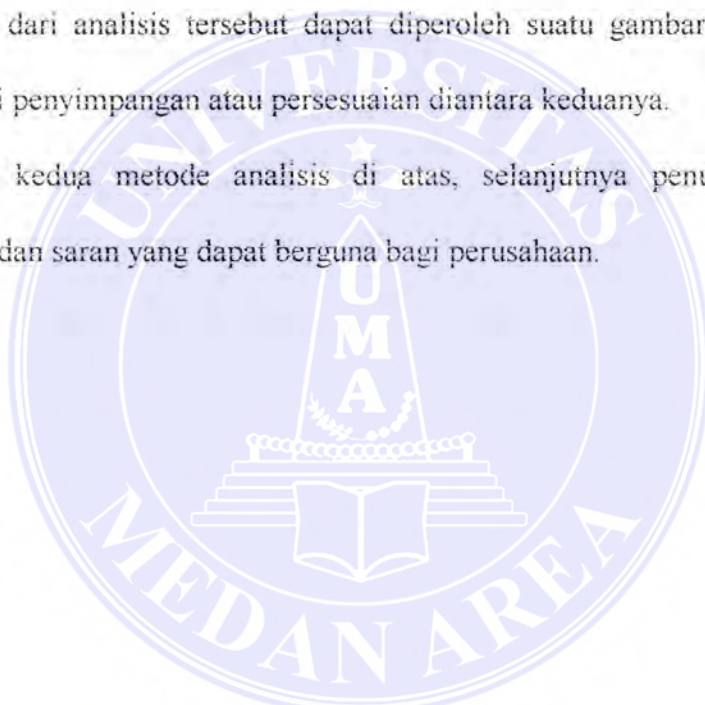 dari analisis tersebut dapat diperoleh suatu gambar
penyimpangan atau persesuaian diantara keduanya.
kedua metode analisis di atas, selanjutnya
dan saran yang dapat berguna bagi perusahaan.
UNIVERSITAS
UMA
MEDAN AREA